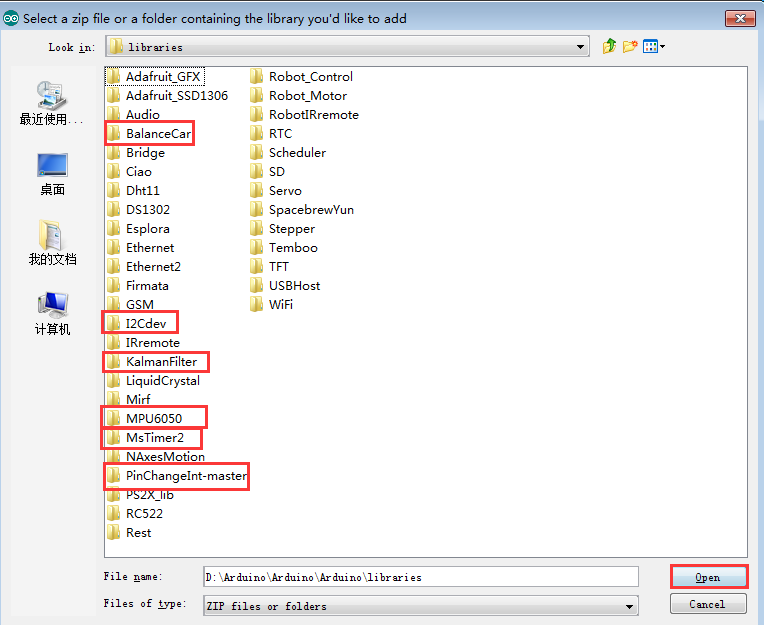 Select a zip file or a folder containing the library you'd like to add
Look in:
libraries
最近使用...
桌面
我的文档
计算机
Adafruit_GFX
Adafruit_SSD1306
Audio
BalanceCar
Bridge
Ciao
Dht11
DS1302
Esplora
Ethernet
Ethernet2
Firmata
GSM
I2Cdev
IRremote
KalmanFilter
LiquidCrystal
Mirf
MPU6050
MsTimer2
NAxesMotion
PinChangeInt-master
PS2X_lib
RC522
Rest
Robot_Control
Robot_Motor
RobotIRremote
RTC
Scheduler
SD
Servo
SpacebrewYun
Stepper
Temboo
TFT
USBHost
WiFi
File name:
D:\Arduino\Arduino\Arduino\libraries
Open
Files of type:
ZIP files or folders
Cancel